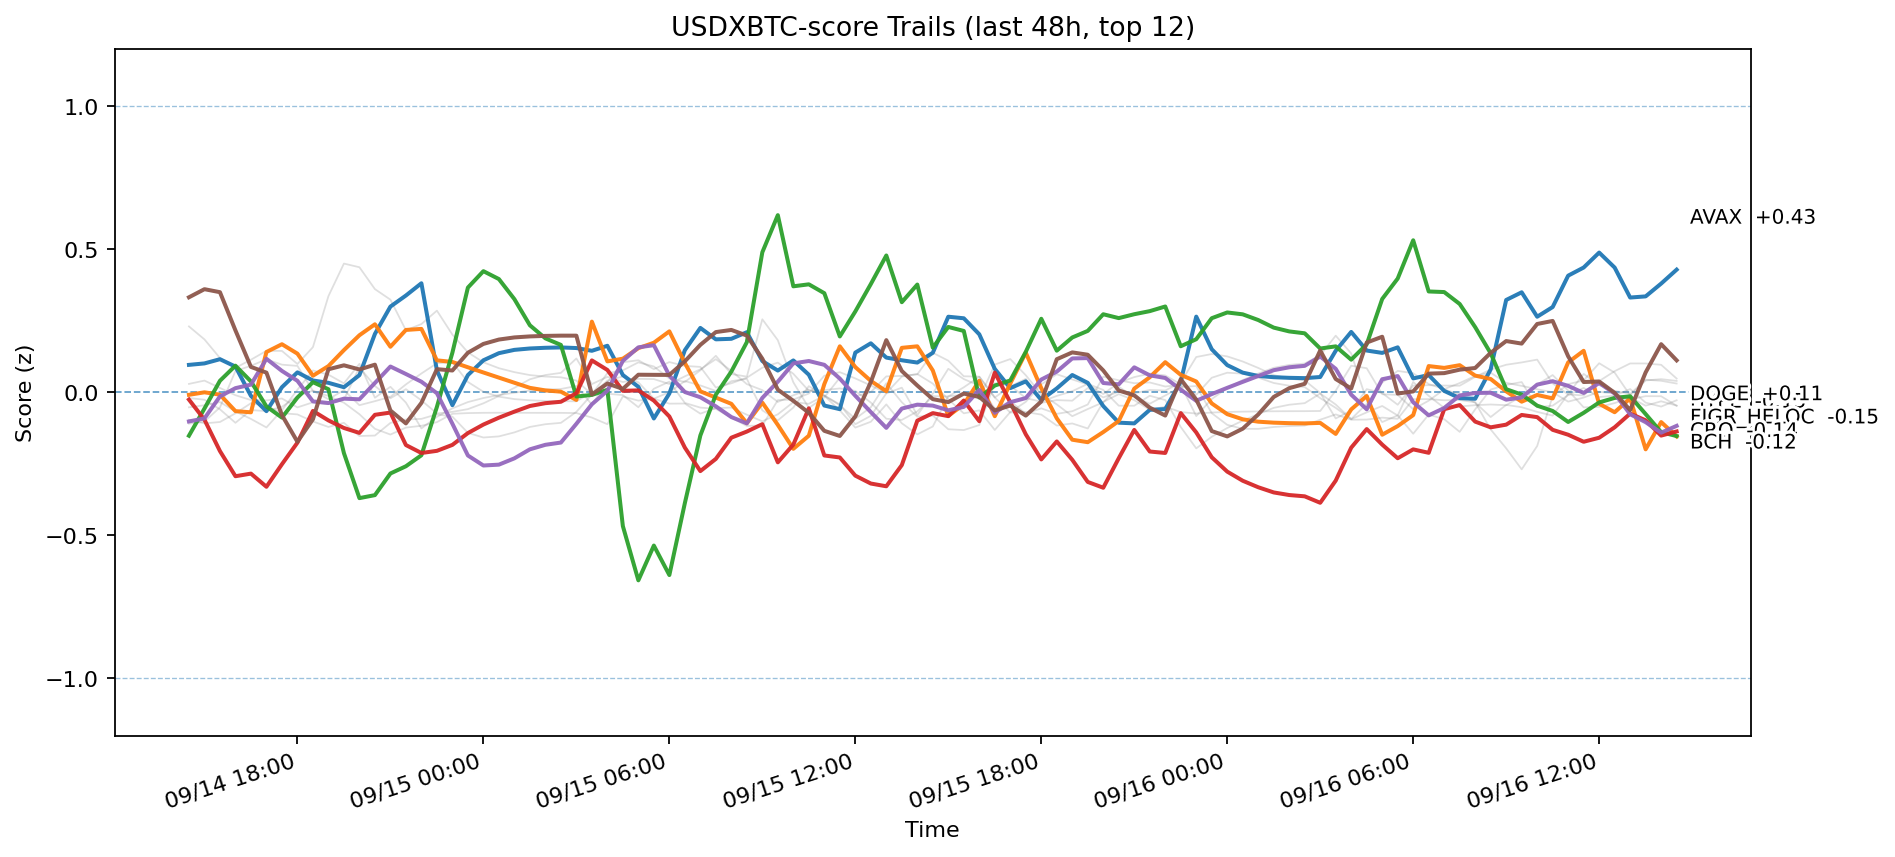 USDXBTC-score Trails (last 48h, top 12)
Score (z)
1.0
0.5
0.0
−0.5
−1.0
AVAX +0.43
DOGE +0.11
FIGR_HELOC -0.15
CRO -0.14
BCH -0.12
09/14 18:00
09/15 00:00
09/15 06:00
09/15 12:00
09/15 18:00
09/16 00:00
09/16 06:00
09/16 12:00
Time